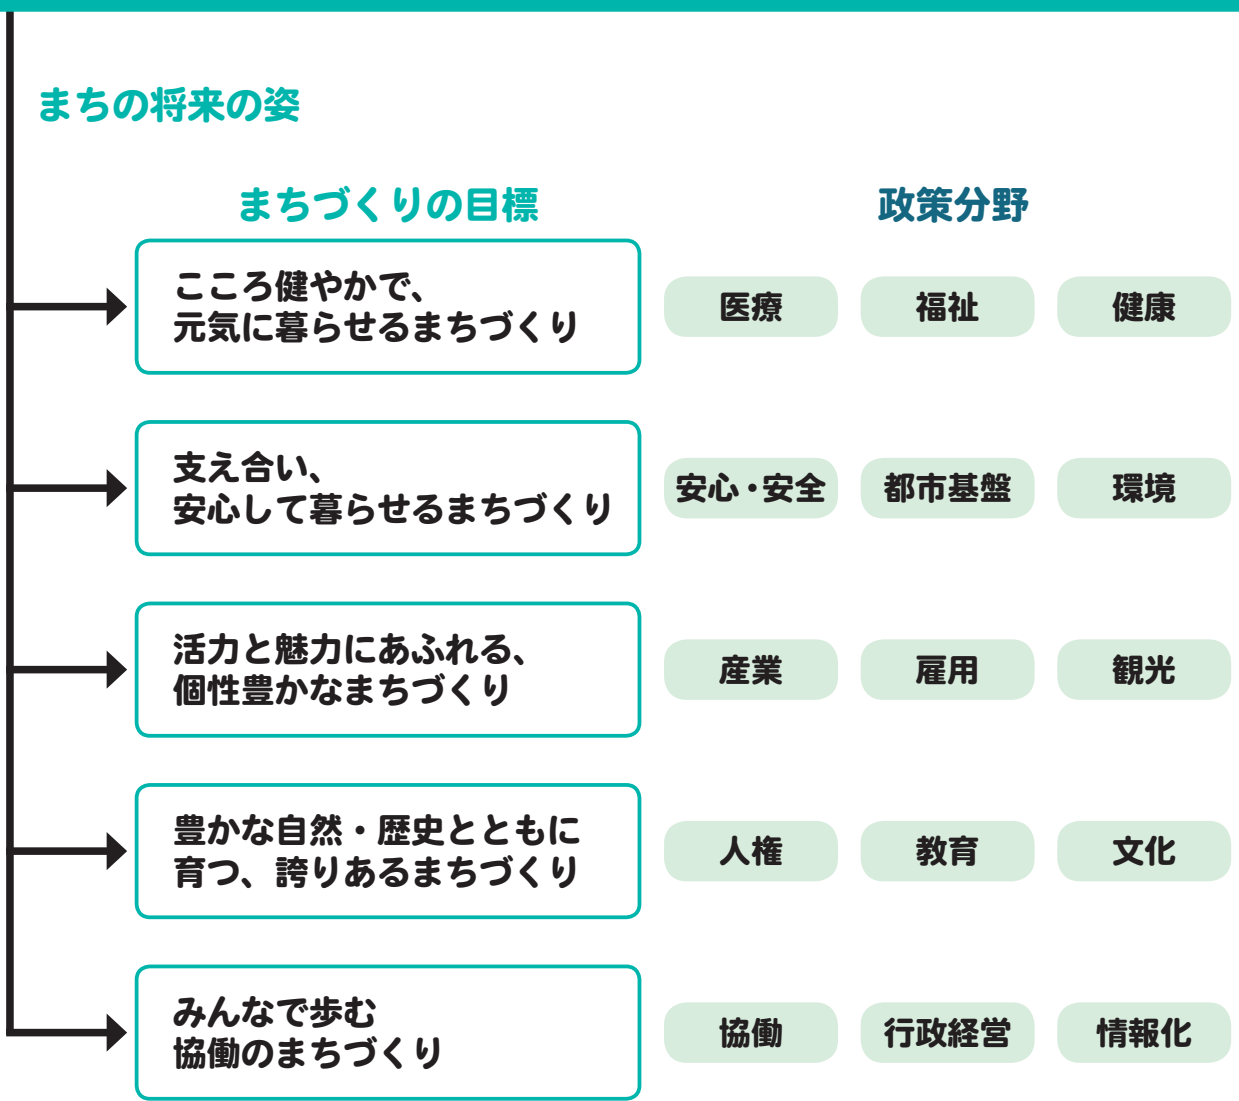 まちの将来の姿
まちづくりの目標
政策分野
こころ健やかで、
元気に暮らせるまちづくり
医療
福祉
健康
支え合い、
安心して暮らせるまちづくり
安心・安全
都市基盤
環境
活力と魅力にあふれる、
個性豊かなまちづくり
産業
雇用
観光
豊かな自然・歴史とともに
育つ、誇りあるまちづくり
人権
教育
文化
みんなで歩む
協働のまちづくり
協働
行政経営
情報化